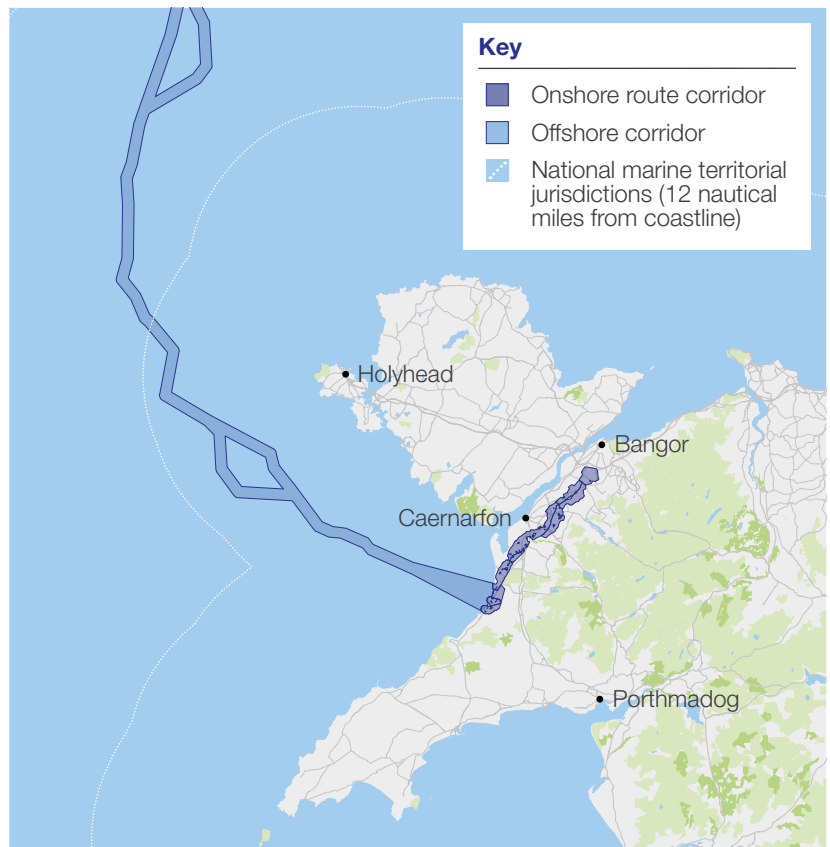 Key
Onshore route corridor
Offshore corridor
National marine territorial
jurisdictions (12 nautical
miles from coastline)
Holyhead
Bangor
Caernarfon
Porthmadog